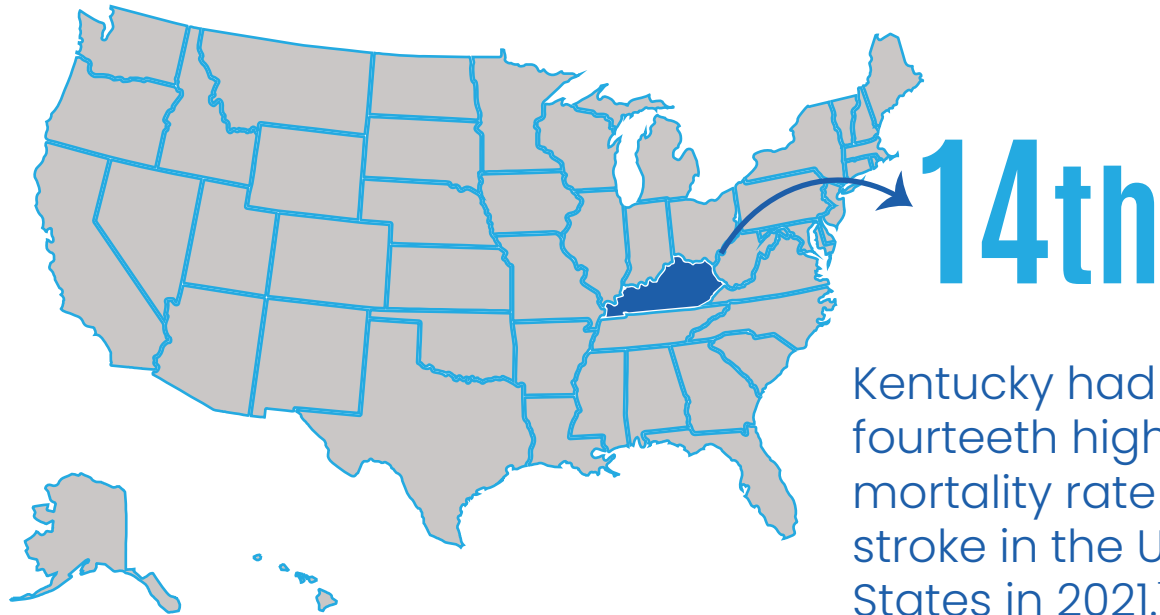 14th
Kentucky had
fourteeth high
mortality rate
stroke in the U
States in 2021.